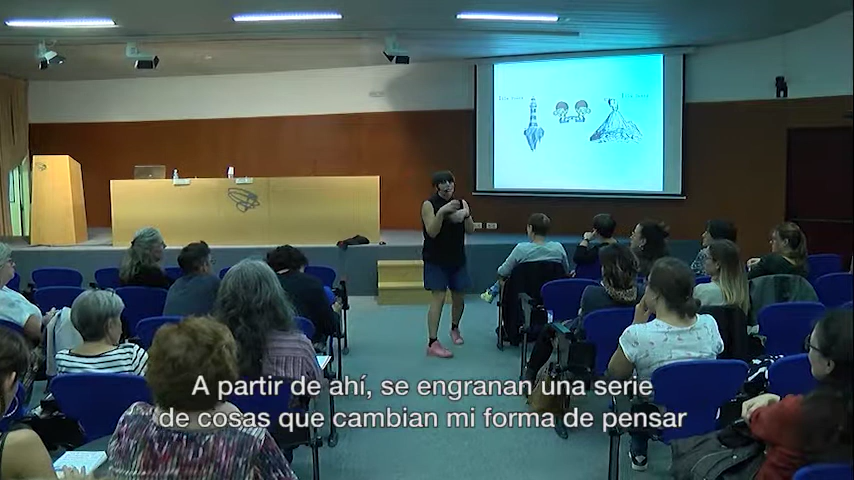 A partir de ahí, se engranan una serie
de cosas que cambian mi forma de pensar